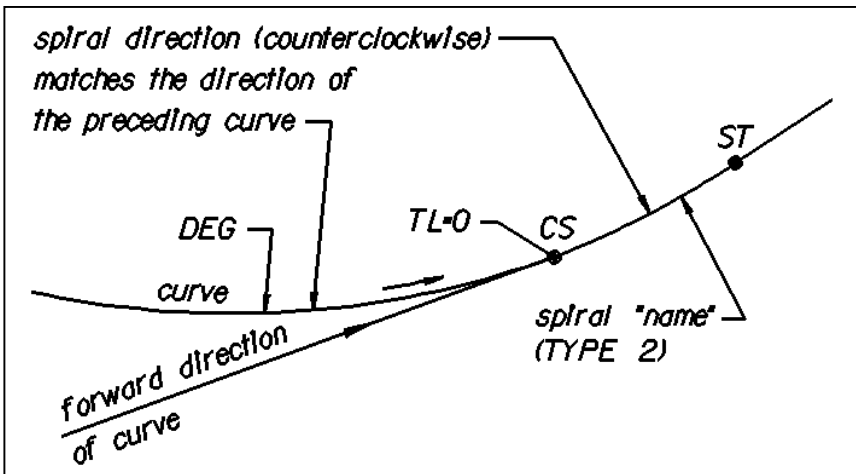 spiral direction (counterclockwise)
matches the direction of
the preceding curve
ST
DEG
TL=0
CS
curve
spiral "name"
(TYPE 2)
forward direction
of curve